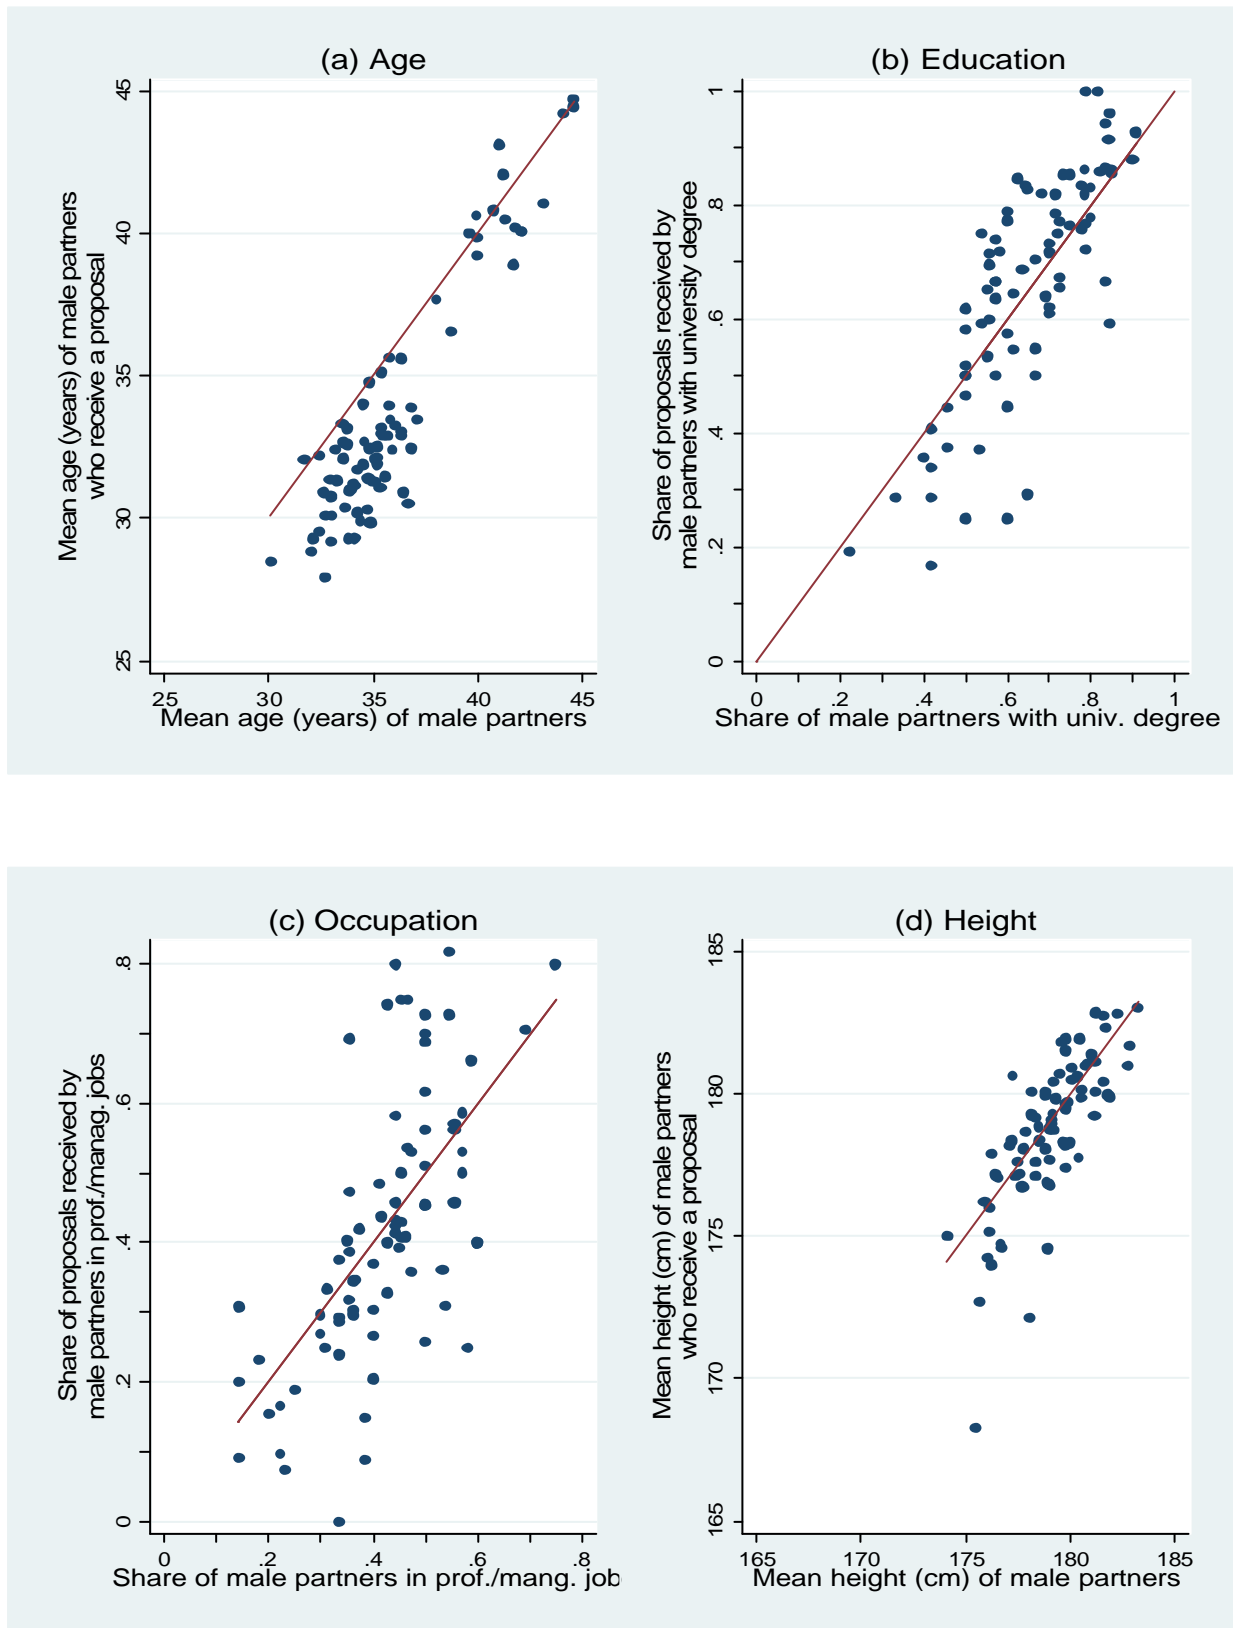 (a) Age
Mean age (years) of male partners
who receive a proposal
45
40
35
30
25
25 30 35 40 45
Mean age (years) of male partners
(b) Education
Share of proposals received by
male partners with university degree
1
.8
.6
.4
.2
0
0 .2 .4 .6 .8 1
Share of male partners with univ. degree
(c) Occupation
Share of proposals received by
male partners in prof./manag. jobs
.8
.6
.4
.2
0
0 .2 .4 .6 .8
Share of male partners in prof./mang. job
(d) Height
Mean height (cm) of male partners
who receive a proposal
185
180
175
170
165
165 170 175 180 185
Mean height (cm) of male partners